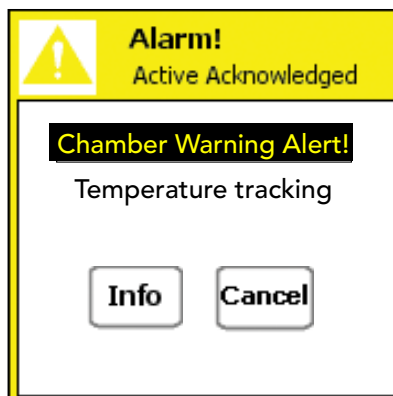 Alarm!
Active Acknowledged
Chamber Warning Alert!
Temperature tracking
Info Cancel